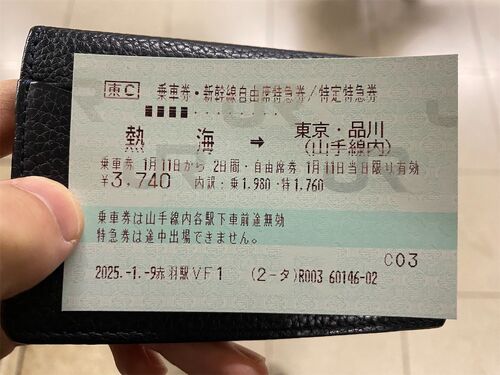 東C 乗車券・新幹線自由席特急券/特定特急券
熱海 → 東京・品川
(山手線内)
乗車券 1月11日から 2日間・自由席券 1月11日当日限り有効
¥3,740 内訳:乗1,980・特1,760
乗車券は山手線内各駅下車前途無効
特急券は途中出場できません。
C03
2025.-1.-9赤羽駅VF1 (2-タ)R003 60146-02